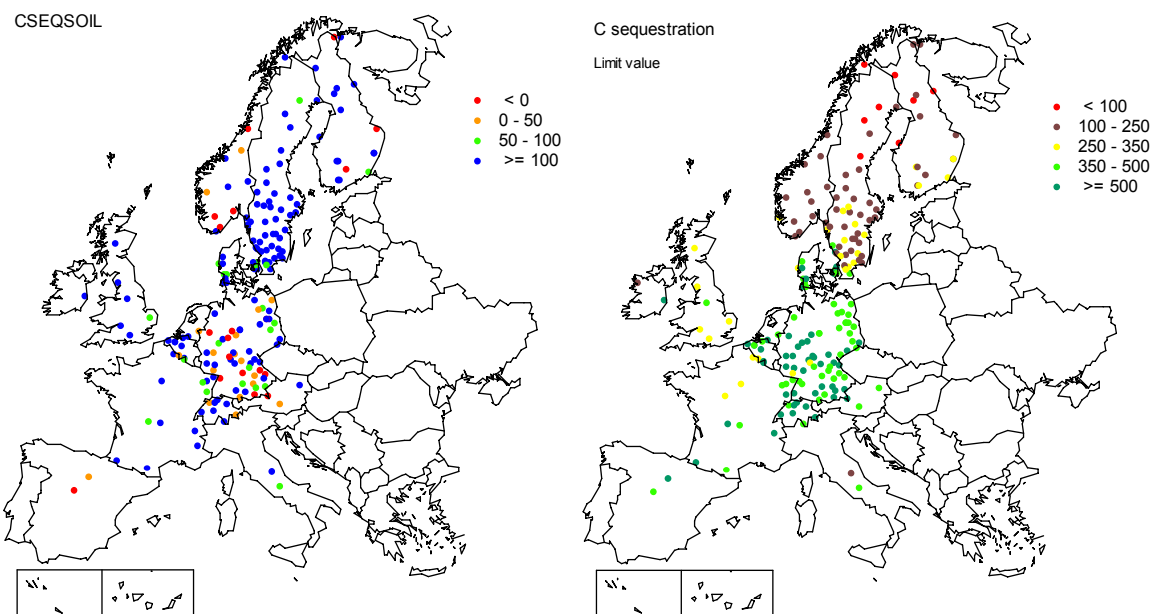 CSEQSOIL
< 0
0 - 50
50 - 100
>= 100
C sequestration
Limit value
< 100
100 - 250
250 - 350
350 - 500
>= 500